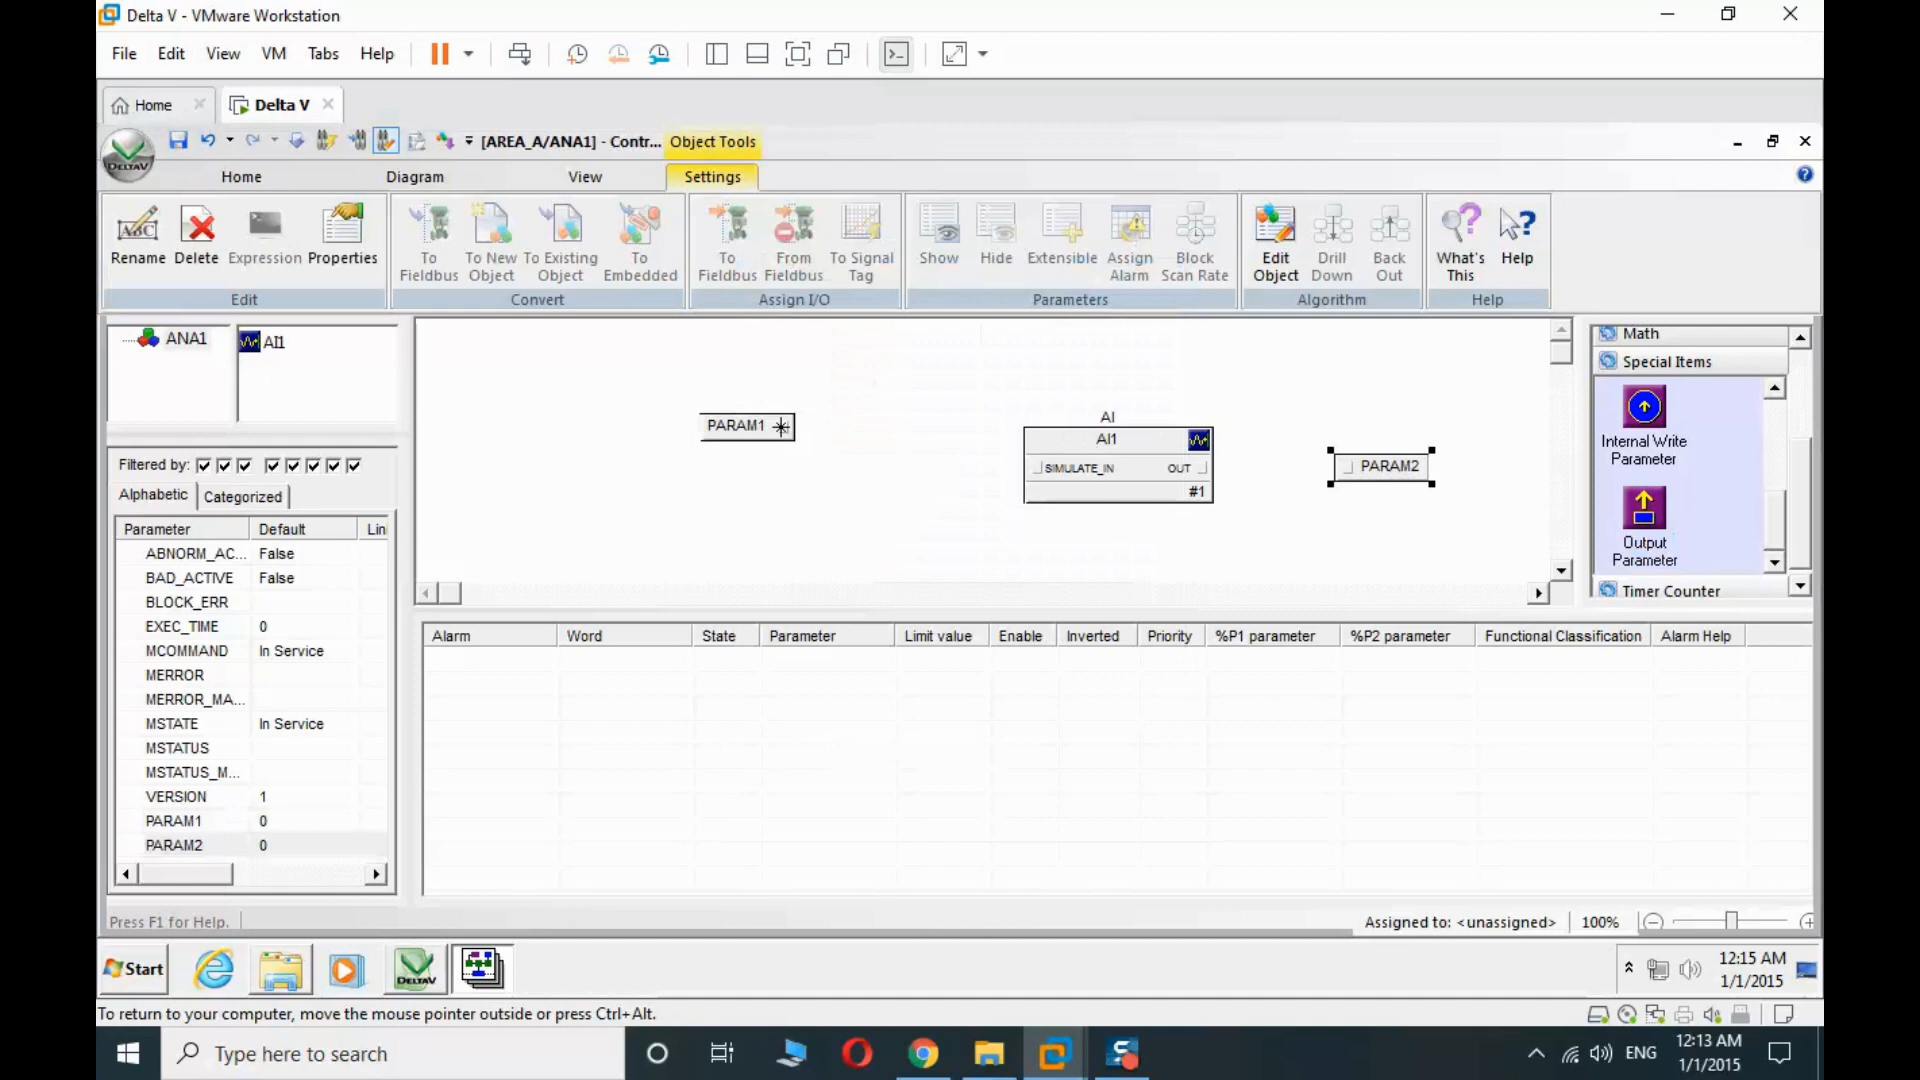 Delta V - VMware Workstation
File Edit View VM Tabs Help
Home Delta V
DELTAV
[AREA_A/ANA1] - Contr... Object Tools
Home Diagram View Settings
Rename Delete Expression Properties
To Fieldbus To New Object To Existing Object To Embedded
To Fieldbus From Fieldbus To Signal Tag
Show Hide Extensible Assign Alarm Block Scan Rate
Edit Object Drill Down Back Out
What's This Help
Edit Convert Assign I/O Parameters Algorithm Help
ANA1
AI1
Filtered by:
Alphabetic Categorized
Parameter Default Lin
ABNORM_AC... False
BAD_ACTIVE False
BLOCK_ERR
EXEC_TIME 0
MCOMMAND In Service
MERROR
MERROR_MA...
MSTATE In Service
MSTATUS
MSTATUS_M...
VERSION 1
PARAM1 0
PARAM2 0
PARAM1
AI
AI1
SIMULATE_IN OUT
#1
PARAM2
Math
Special Items
Internal Write
Parameter
Output
Parameter
Timer Counter
Alarm Word State Parameter Limit value Enable Inverted Priority %P1 parameter %P2 parameter Functional Classification Alarm Help
Press F1 for Help.
Assigned to: <unassigned> 100%
Start
DELTAV
12:15 AM
1/1/2015
To return to your computer, move the mouse pointer outside or press Ctrl+Alt.
Type here to search
ENG
12:13 AM
1/1/2015